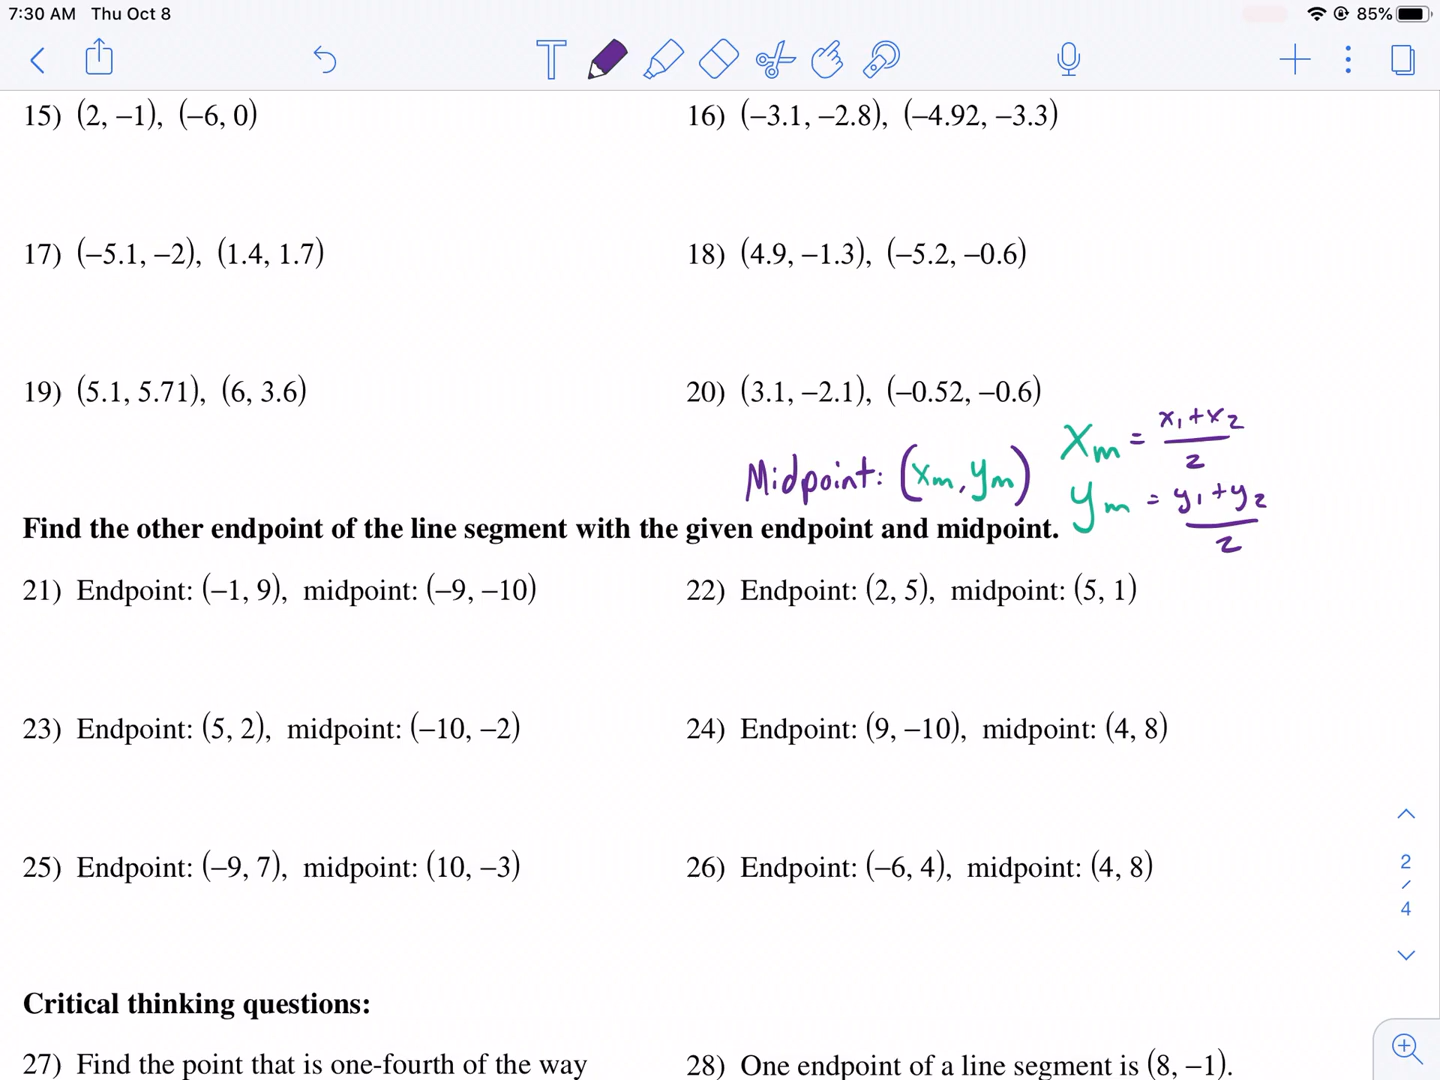 7:30 AM Thu Oct 8 85%
15) (2, −1), (−6, 0)
16) (−3.1, −2.8), (−4.92, −3.3)
17) (−5.1, −2), (1.4, 1.7)
18) (4.9, −1.3), (−5.2, −0.6)
19) (5.1, 5.71), (6, 3.6)
20) (3.1, −2.1), (−0.52, −0.6)
Midpoint: (xm, ym)
xm = x1 + x2 / 2
ym = y1 + y2 / 2
Find the other endpoint of the line segment with the given endpoint and midpoint.
21) Endpoint: (−1, 9), midpoint: (−9, −10)
22) Endpoint: (2, 5), midpoint: (5, 1)
23) Endpoint: (5, 2), midpoint: (−10, −2)
24) Endpoint: (9, −10), midpoint: (4, 8)
25) Endpoint: (−9, 7), midpoint: (10, −3)
26) Endpoint: (−6, 4), midpoint: (4, 8)
2 / 4
Critical thinking questions:
27) Find the point that is one-fourth of the way
28) One endpoint of a line segment is (8, −1).